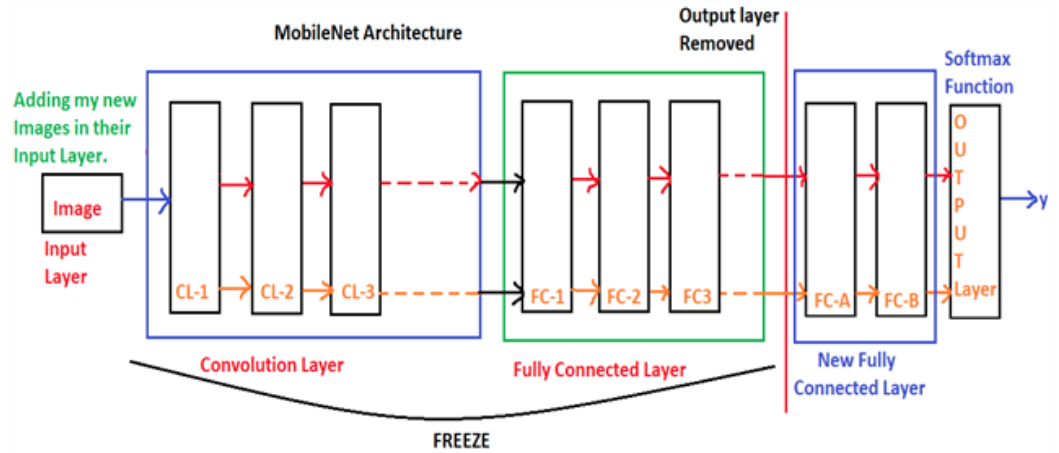 MobileNet Architecture
Output layer
Removed
Softmax
Function
Adding my new
Images in their
Input Layer.
Image
Input
Layer
CL-1
CL-2
CL-3
FC-1
FC-2
FC3
FC-A
FC-B
OUTPUT
Layer
y
Convolution Layer
Fully Connected Layer
New Fully
Connected Layer
FREEZE